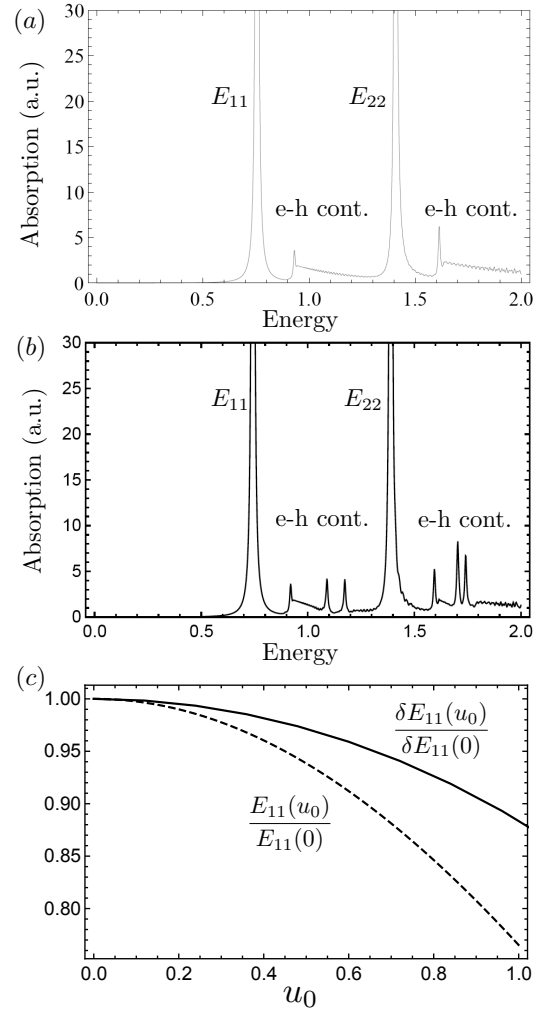 (a)
30
25
20
15
10
5
0
Absorption (a.u.)
E₁₁
E₂₂
e-h cont.
e-h cont.
0.0 0.5 1.0 1.5 2.0
Energy
(b)
30
25
20
15
10
5
0
Absorption (a.u.)
E₁₁
E₂₂
e-h cont.
e-h cont.
0.0 0.5 1.0 1.5 2.0
Energy
(c)
1.00
0.95
0.90
0.85
0.80
δE₁₁(u₀)
δE₁₁(0)
E₁₁(u₀)
E₁₁(0)
0.0 0.2 0.4 0.6 0.8 1.0
u₀